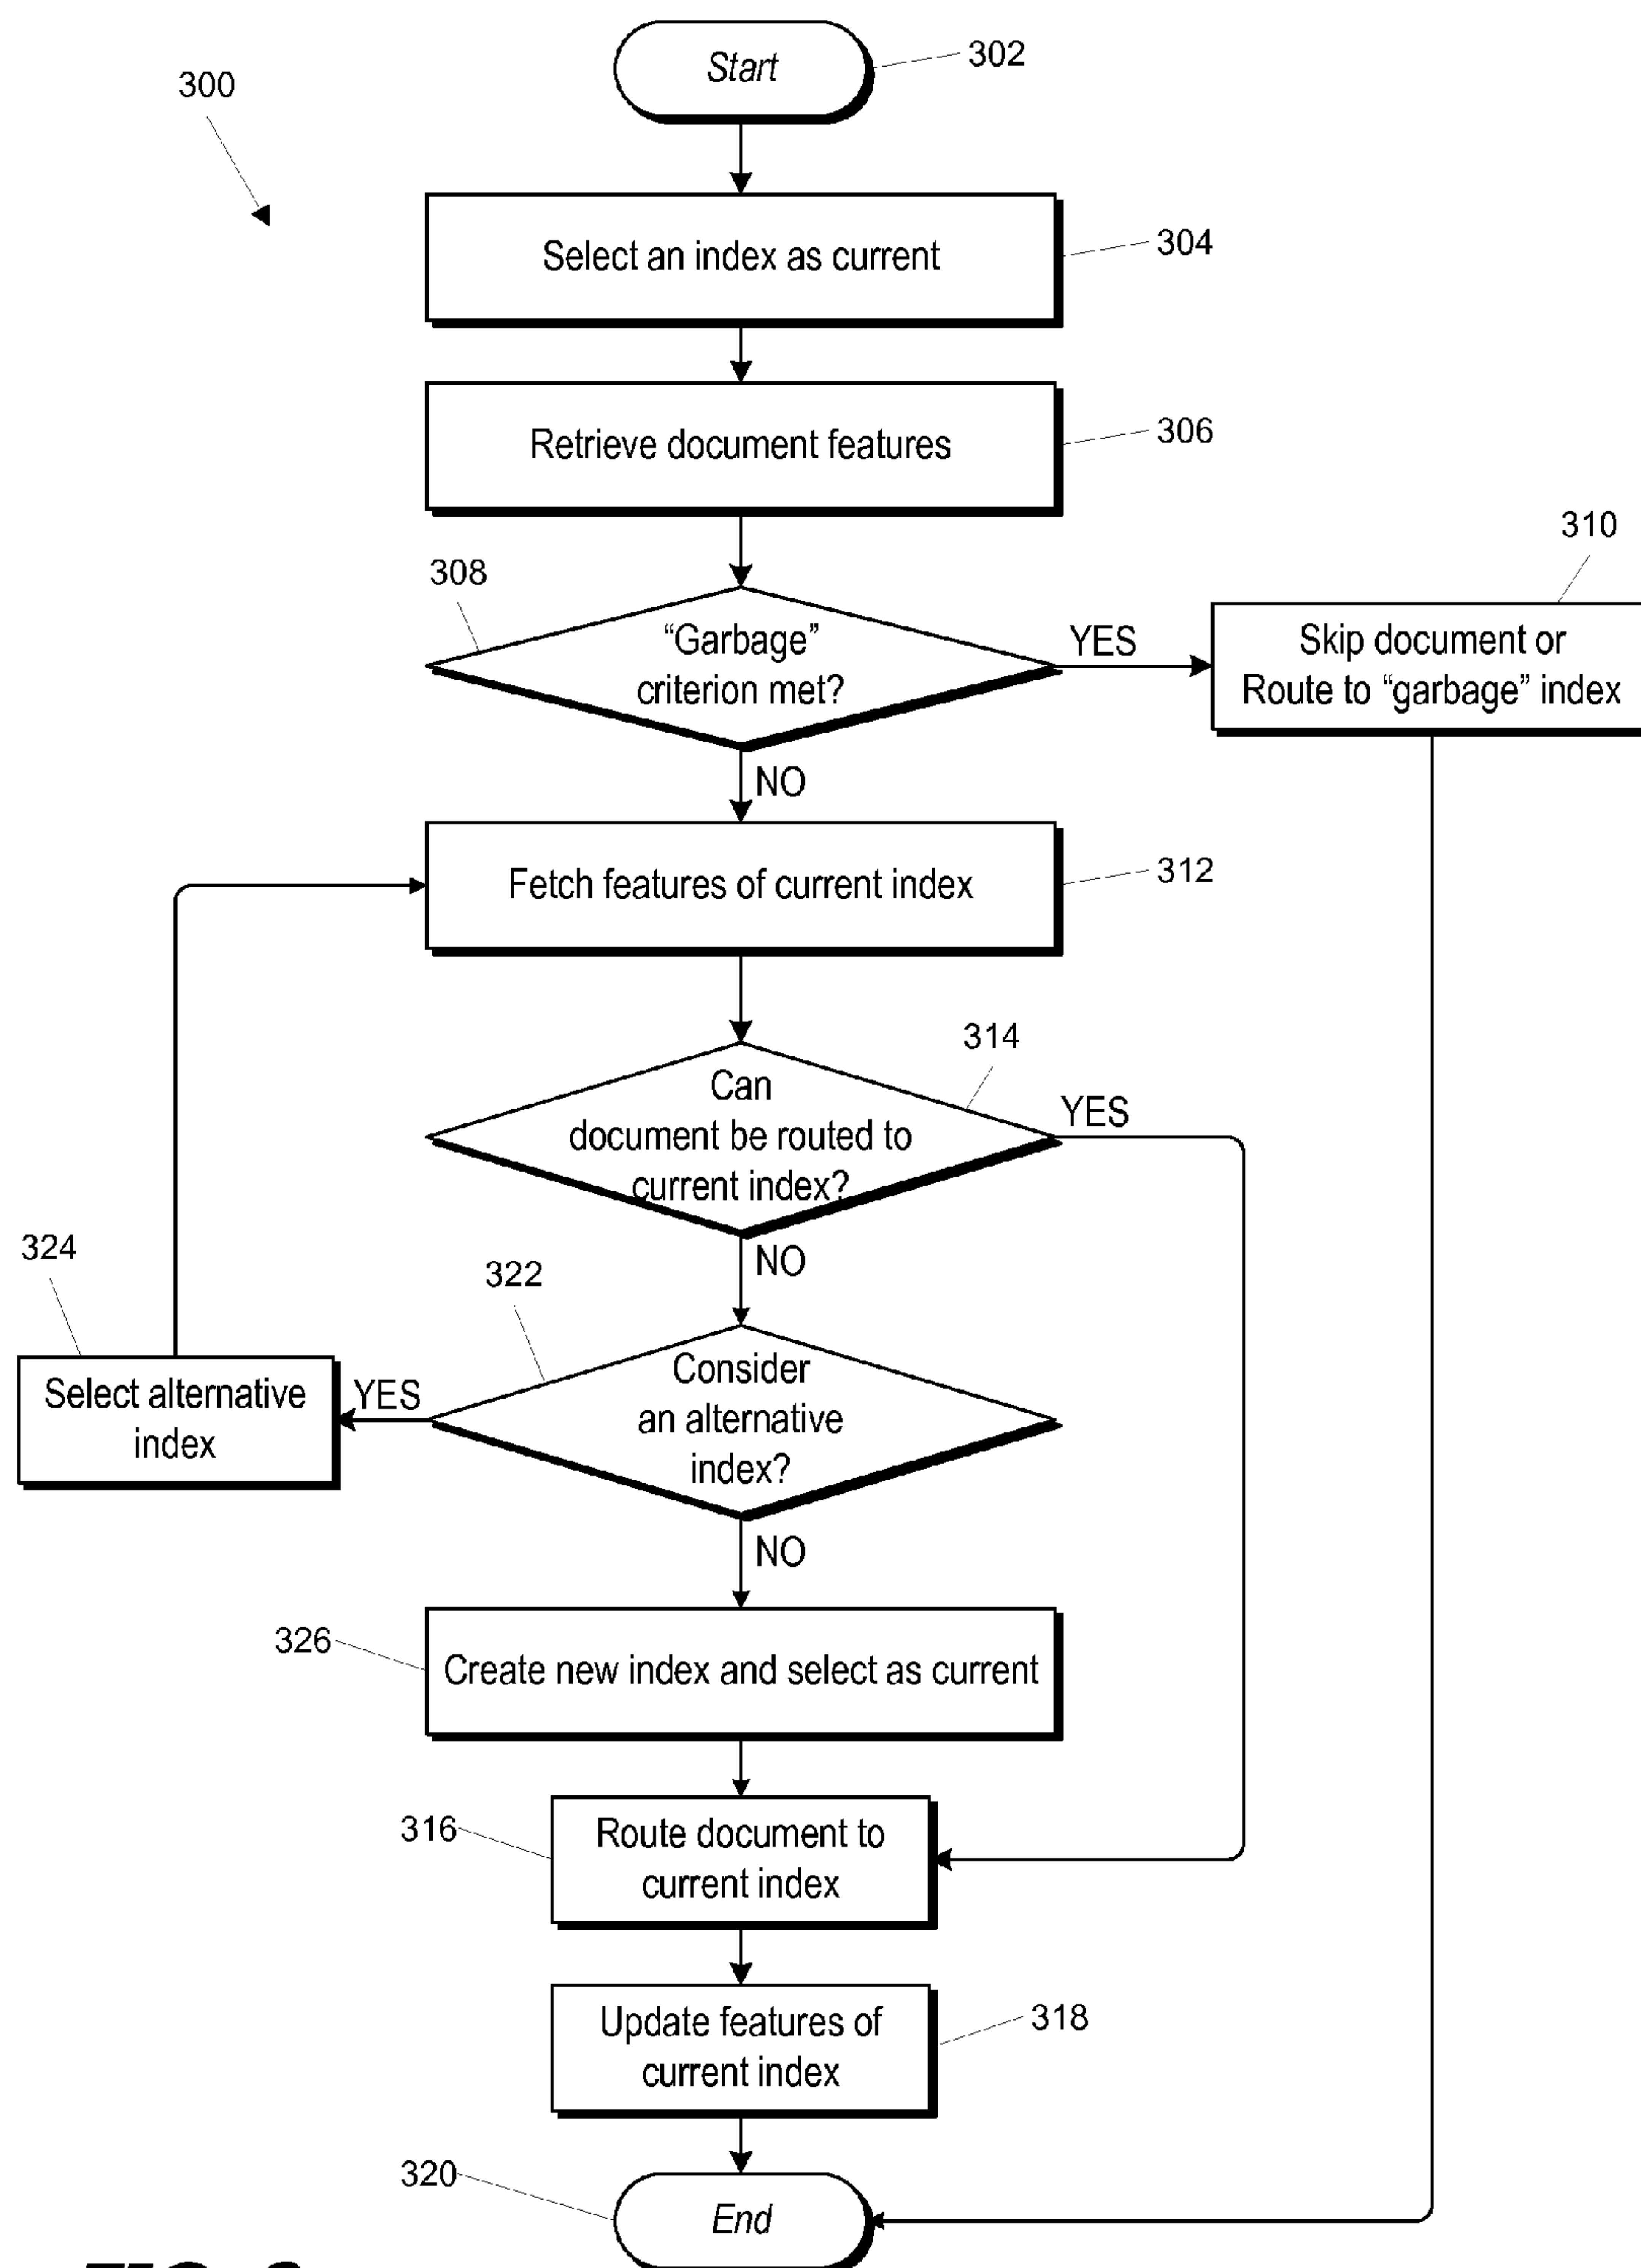 300
Start
302
Select an index as current
304
Retrieve document features
306
308
“Garbage”
criterion met?
YES
310
Skip document or
Route to “garbage” index
NO
Fetch features of current index
312
314
Can
document be routed to
current index?
YES
NO
324
322
Select alternative
index
YES
Consider
an alternative
index?
NO
326
Create new index and select as current
316
Route document to
current index
Update features of
current index
318
320
End